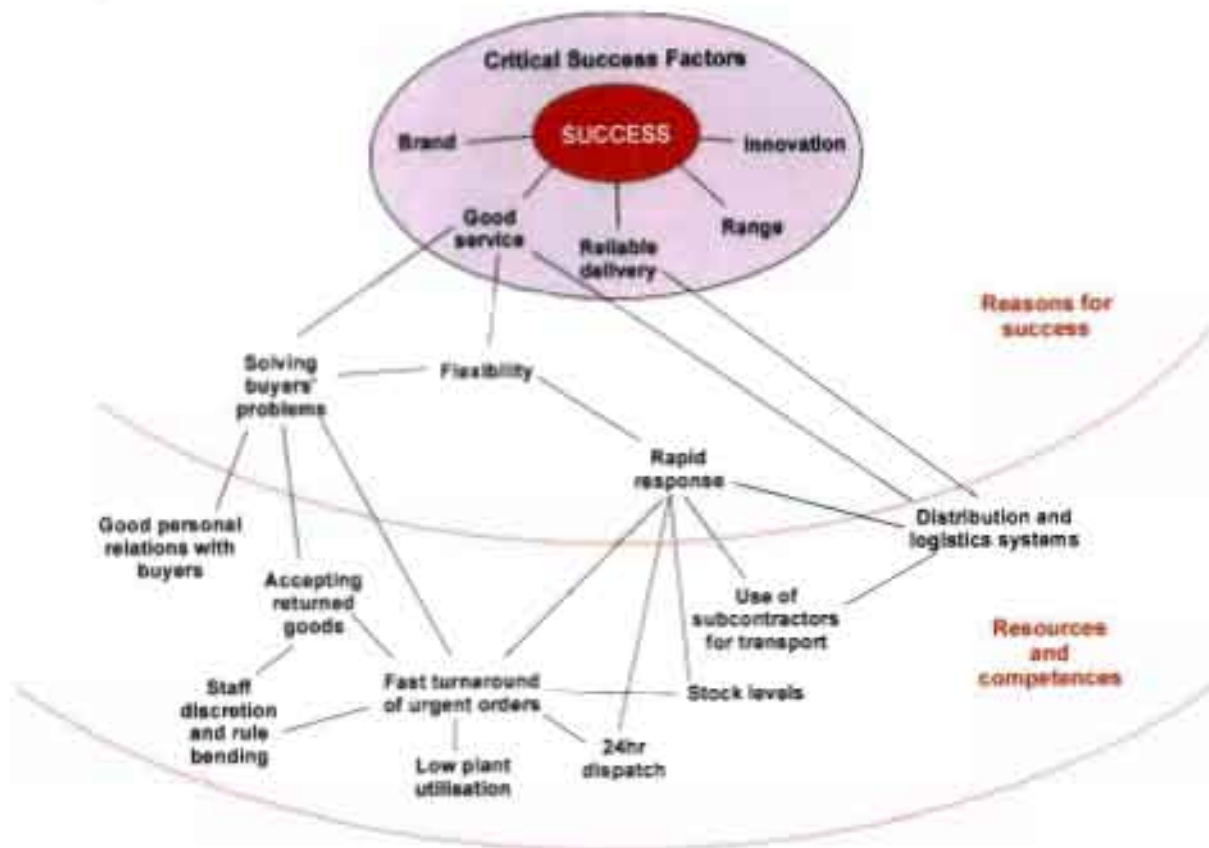 Critical Success Factors
SUCCESS
Brand
Innovation
Good
service
Reliable
delivery
Range
Reasons for
success
Solving
buyers'
problems
Flexibility
Rapid
response
Good personal
relations with
buyers
Distribution and
logistics systems
Accepting
returned
goods
Use of
subcontractors
for transport
Resources
and
competences
Staff
discretion
and rule
bending
Fast turnaround
of urgent orders
Stock levels
24hr
dispatch
Low plant
utilisation